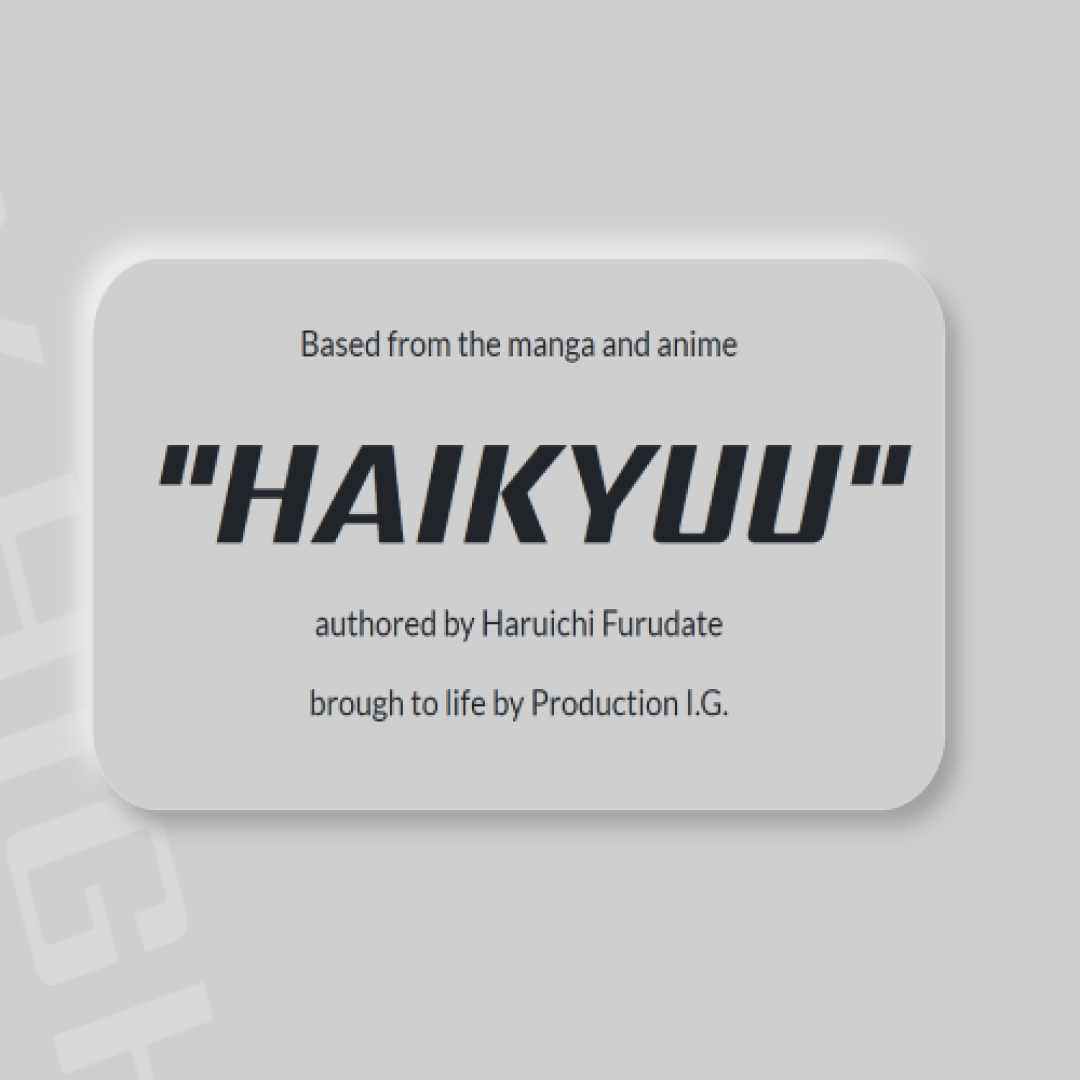 Based from the manga and anime
"HAIKYUU"
authored by Haruichi Furudate
brough to life by Production I.G.